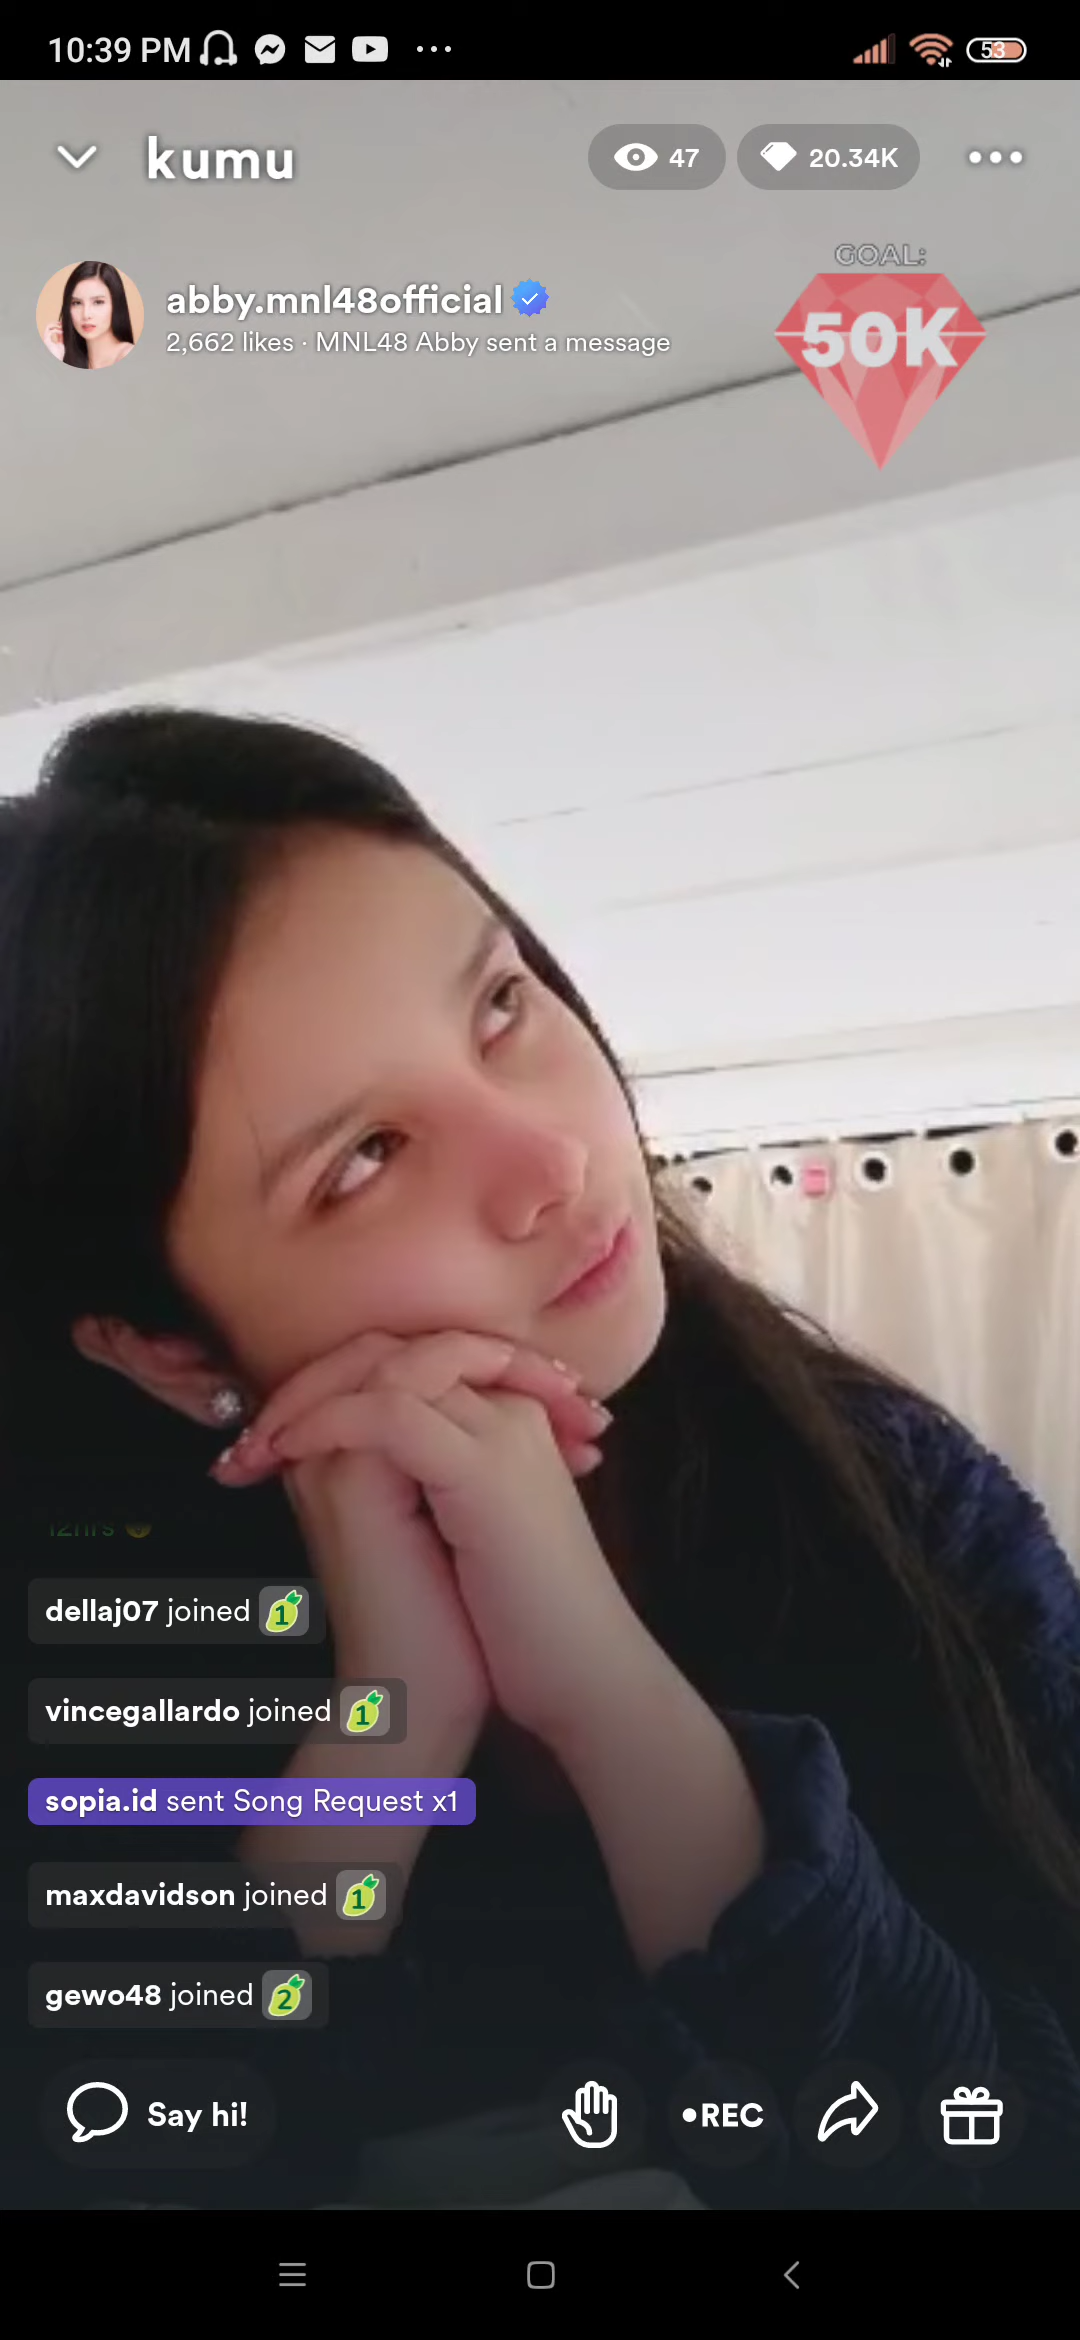 10:39 PM
53
kumu
47
20.34K
GOAL:
50K
abby.mnl48official
2,662 likes · MNL48 Abby sent a message
12hrs
dellaj07 joined 1
vincegallardo joined 1
sopia.id sent Song Request x1
maxdavidson joined 1
gewo48 joined 2
Say hi!
•REC